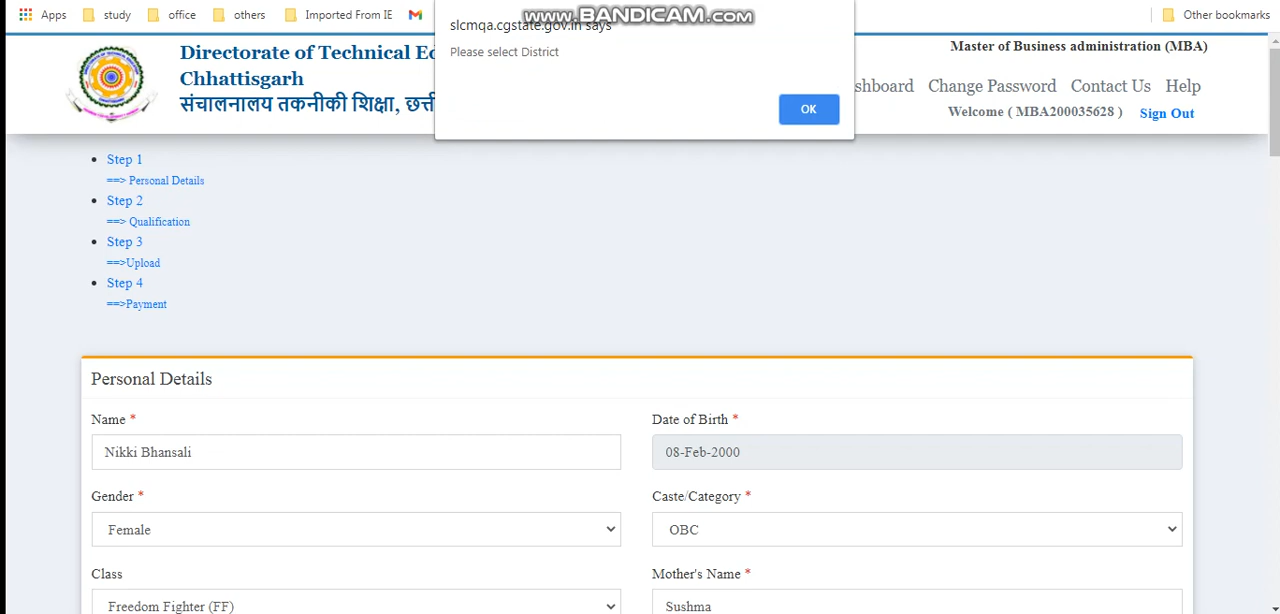 Apps study office others Imported From IE Other bookmarks
www.BANDICAM.com
slcmqa.cgstate.gov.in says
Please select District
OK
Directorate of Technical Ed
Chhattisgarh
संचालनालय तकनीकी शिक्षा, छत्ती
Master of Business administration (MBA)
shboard Change Password Contact Us Help
Welcome ( MBA200035628 ) Sign Out
Step 1
==> Personal Details
Step 2
==> Qualification
Step 3
==>Upload
Step 4
==>Payment
Personal Details
Name * Date of Birth *
Nikki Bhansali 08-Feb-2000
Gender * Caste/Category *
Female OBC
Class Mother's Name *
Freedom Fighter (FF) Sushma